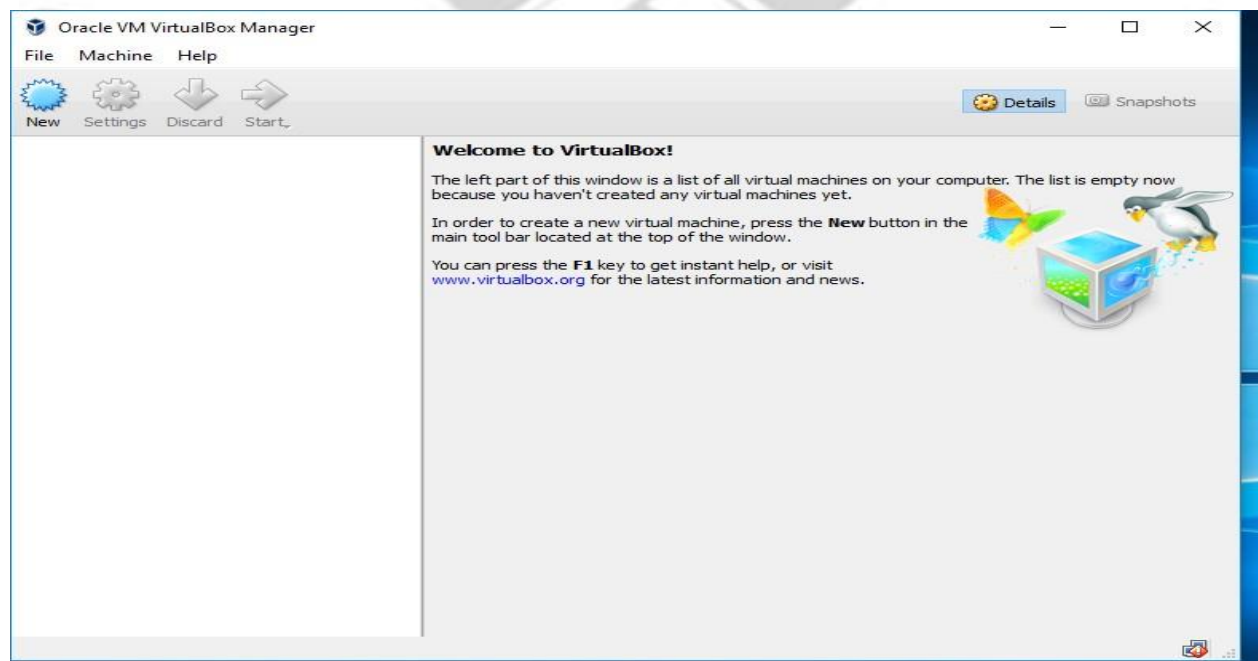 Oracle VM VirtualBox Manager
File Machine Help
New Settings Discard Start
Details Snapshots
Welcome to VirtualBox!
The left part of this window is a list of all virtual machines on your computer. The list is empty now
because you haven't created any virtual machines yet.
In order to create a new virtual machine, press the New button in the
main tool bar located at the top of the window.
You can press the F1 key to get instant help, or visit
www.virtualbox.org for the latest information and news.